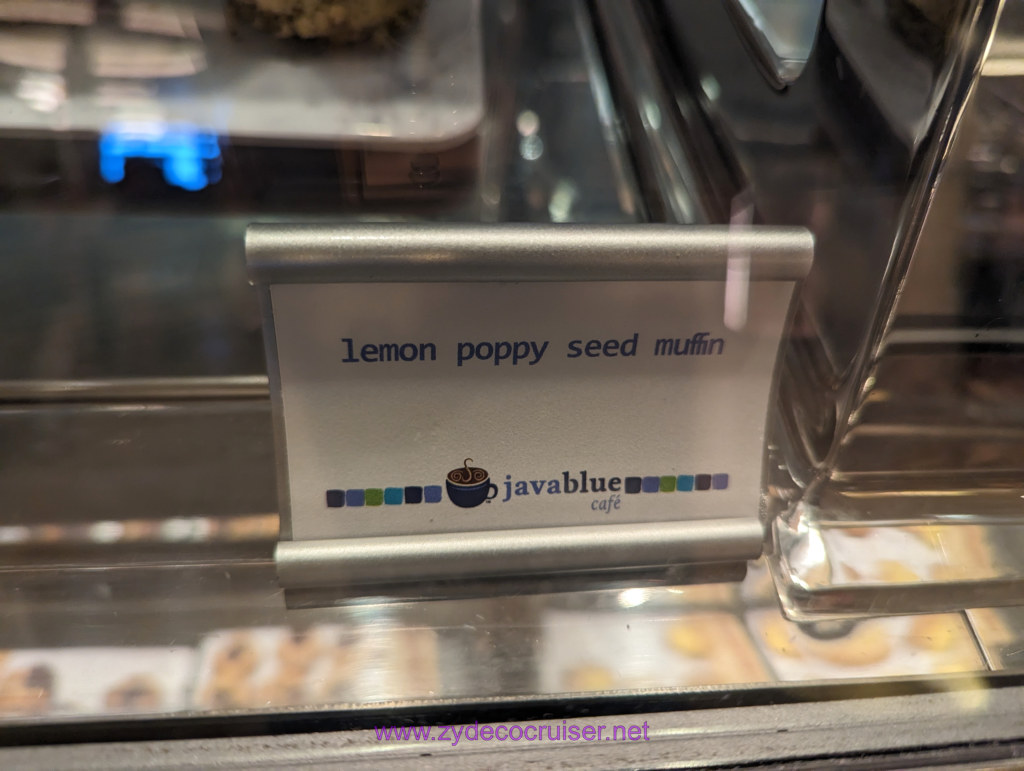 lemon poppy seed muffin
javablue
café
www.zydecocruiser.net